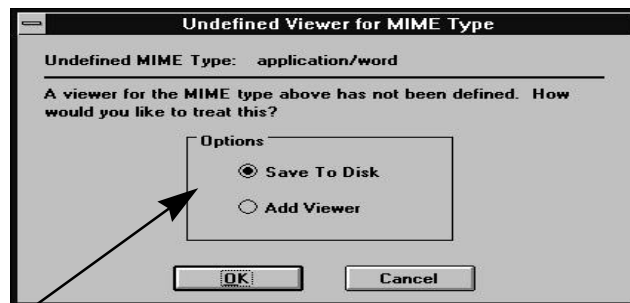 Undefined Viewer for MIME Type
Undefined MIME Type: application/word
A viewer for the MIME type above has not been defined. How
would you like to treat this?
Options
Save To Disk
Add Viewer
OK
Cancel